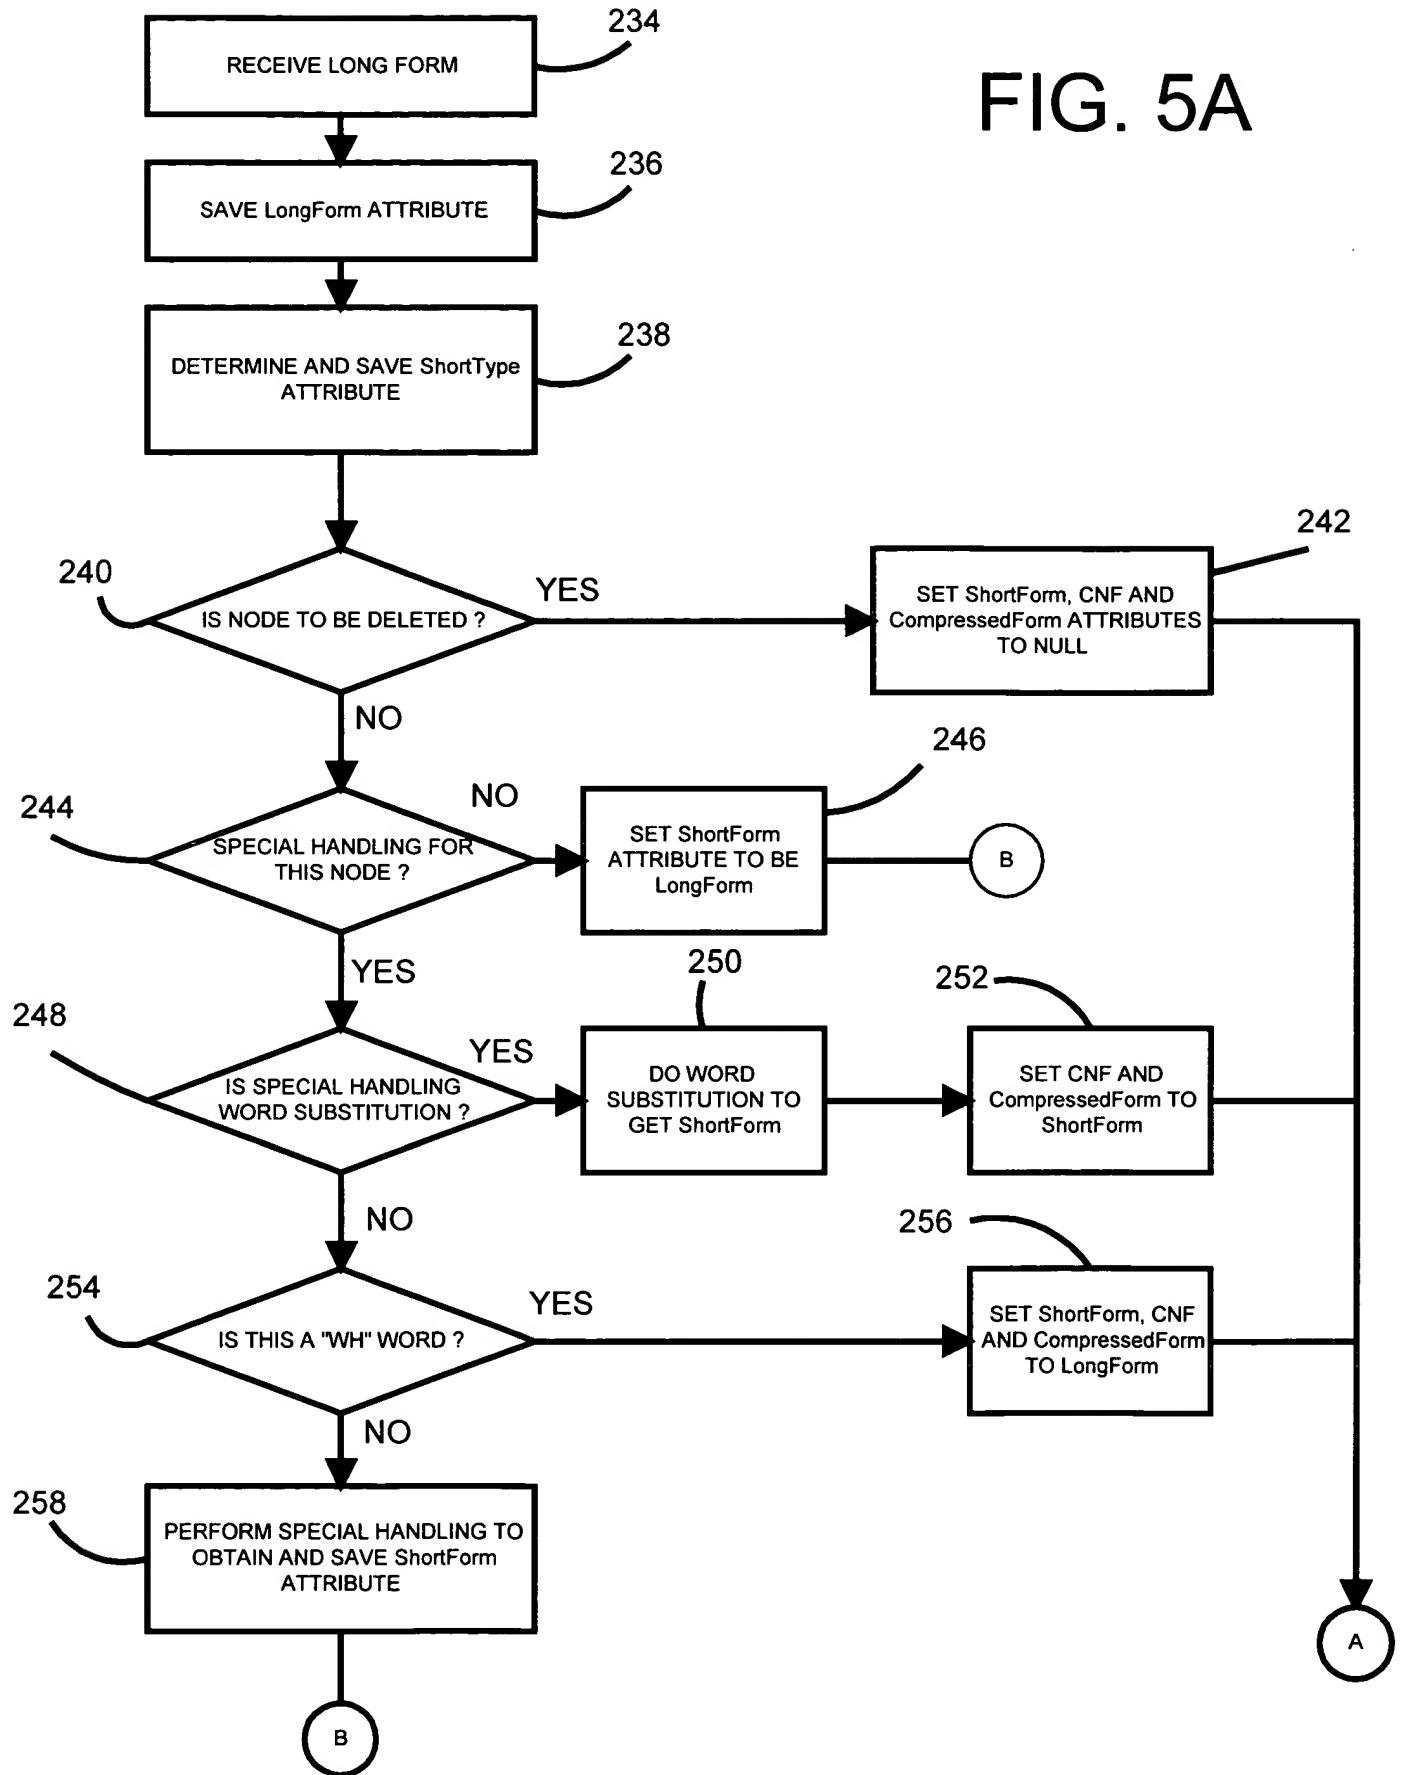 234
RECEIVE LONG FORM
FIG. 5A
236
SAVE LongForm ATTRIBUTE
238
DETERMINE AND SAVE ShortType
ATTRIBUTE
240
IS NODE TO BE DELETED ?
YES
242
SET ShortForm, CNF AND
CompressedForm ATTRIBUTES
TO NULL
NO
244
SPECIAL HANDLING FOR
THIS NODE ?
NO
246
SET ShortForm
ATTRIBUTE TO BE
LongForm
B
YES
248
IS SPECIAL HANDLING
WORD SUBSTITUTION ?
YES
250
DO WORD
SUBSTITUTION TO
GET ShortForm
252
SET CNF AND
CompressedForm TO
ShortForm
NO
254
IS THIS A "WH" WORD ?
YES
256
SET ShortForm, CNF
AND CompressedForm
TO LongForm
NO
258
PERFORM SPECIAL HANDLING TO
OBTAIN AND SAVE ShortForm
ATTRIBUTE
A
B